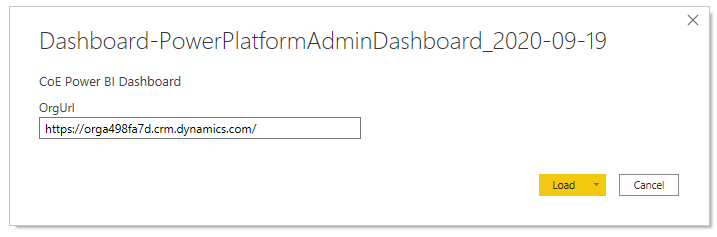 Dashboard-PowerPlatformAdminDashboard_2020-09-19
CoE Power BI Dashboard
OrgUrl
https://orga498fa7d.crm.dynamics.com/
Load
Cancel